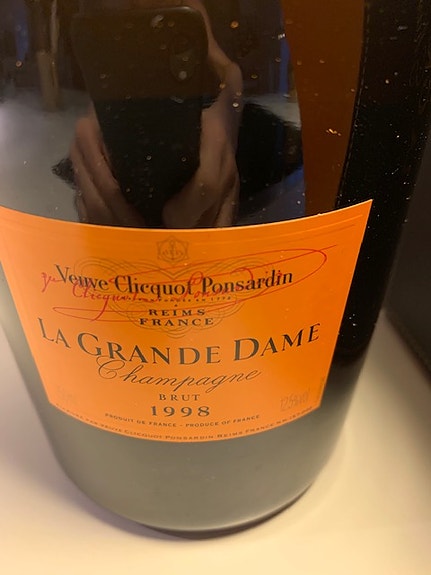 Veuve Clicquot Ponsardin
REIMS
FRANCE
LA GRANDE DAME
Champagne
BRUT
1998
PRODUIT DE FRANCE - PRODUCE OF FRANCE